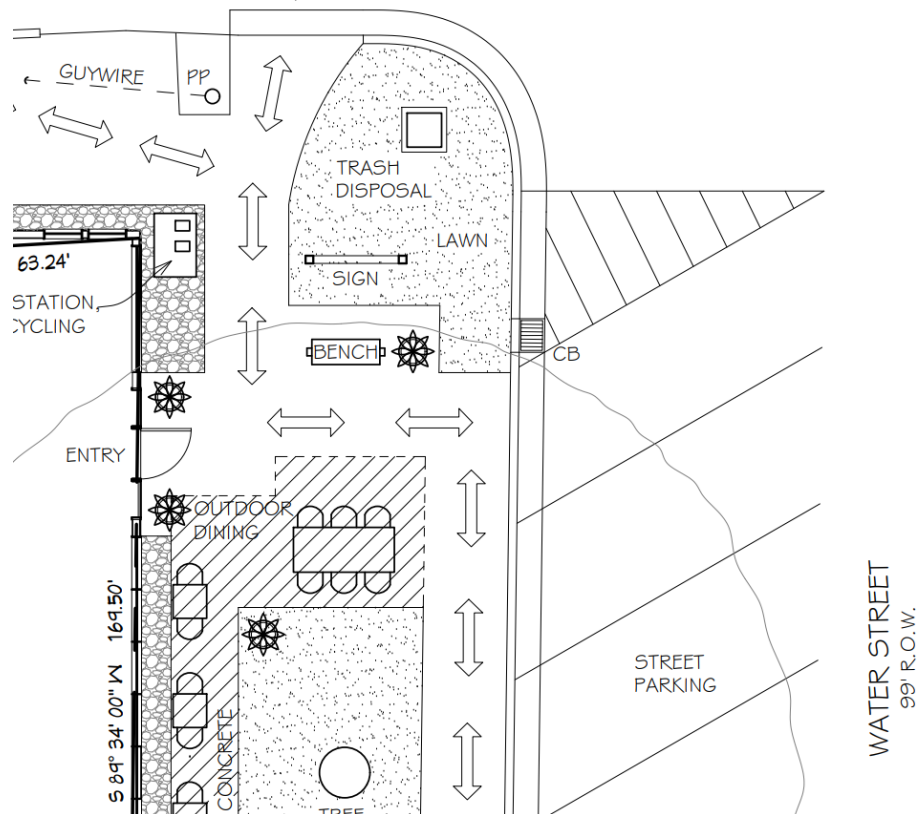 GUYWIRE
PP
TRASH
DISPOSAL
LAWN
63.24'
SIGN
STATION,
CYCLING
BENCH
CB
ENTRY
OUTDOOR
DINING
S 89° 34' 00" W 169.50'
CONCRETE
STREET
PARKING
WATER STREET
99' R.O.W.
TREE